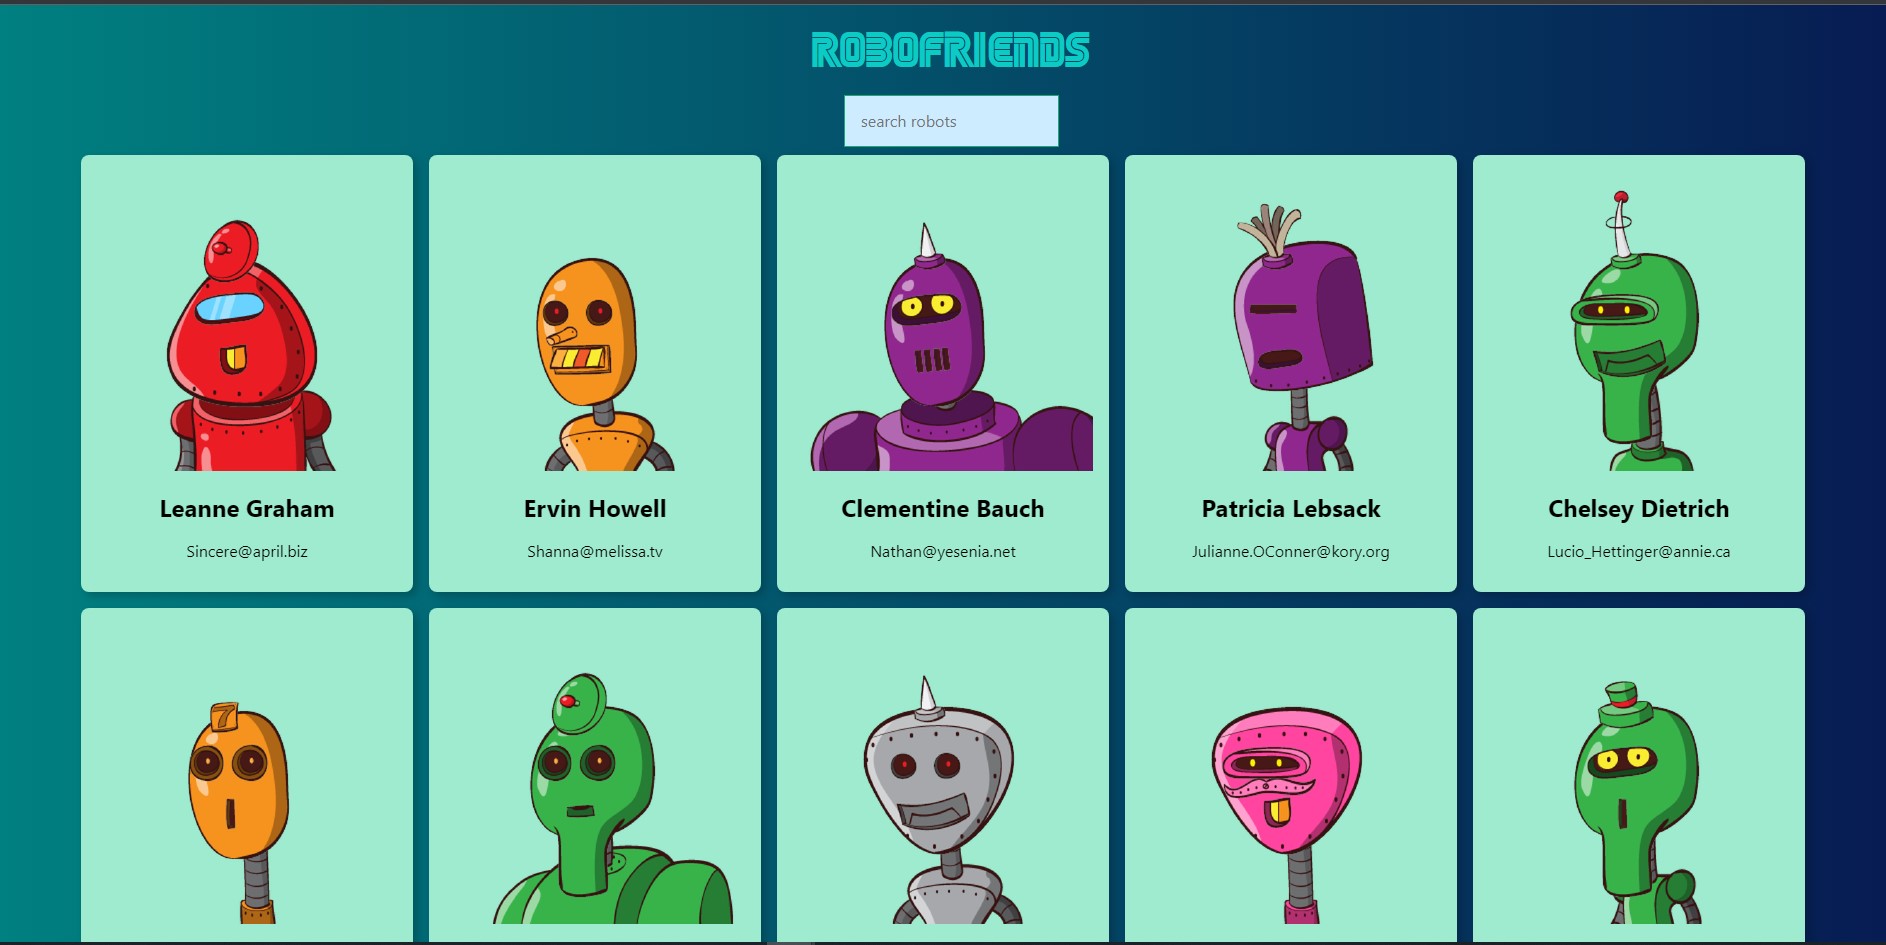 ROBOFRIENDS
search robots
Leanne Graham
Sincere@april.biz
Ervin Howell
Shanna@melissa.tv
Clementine Bauch
Nathan@yesenia.net
Patricia Lebsack
Julianne.OConner@kory.org
Chelsey Dietrich
Lucio_Hettinger@annie.ca
7